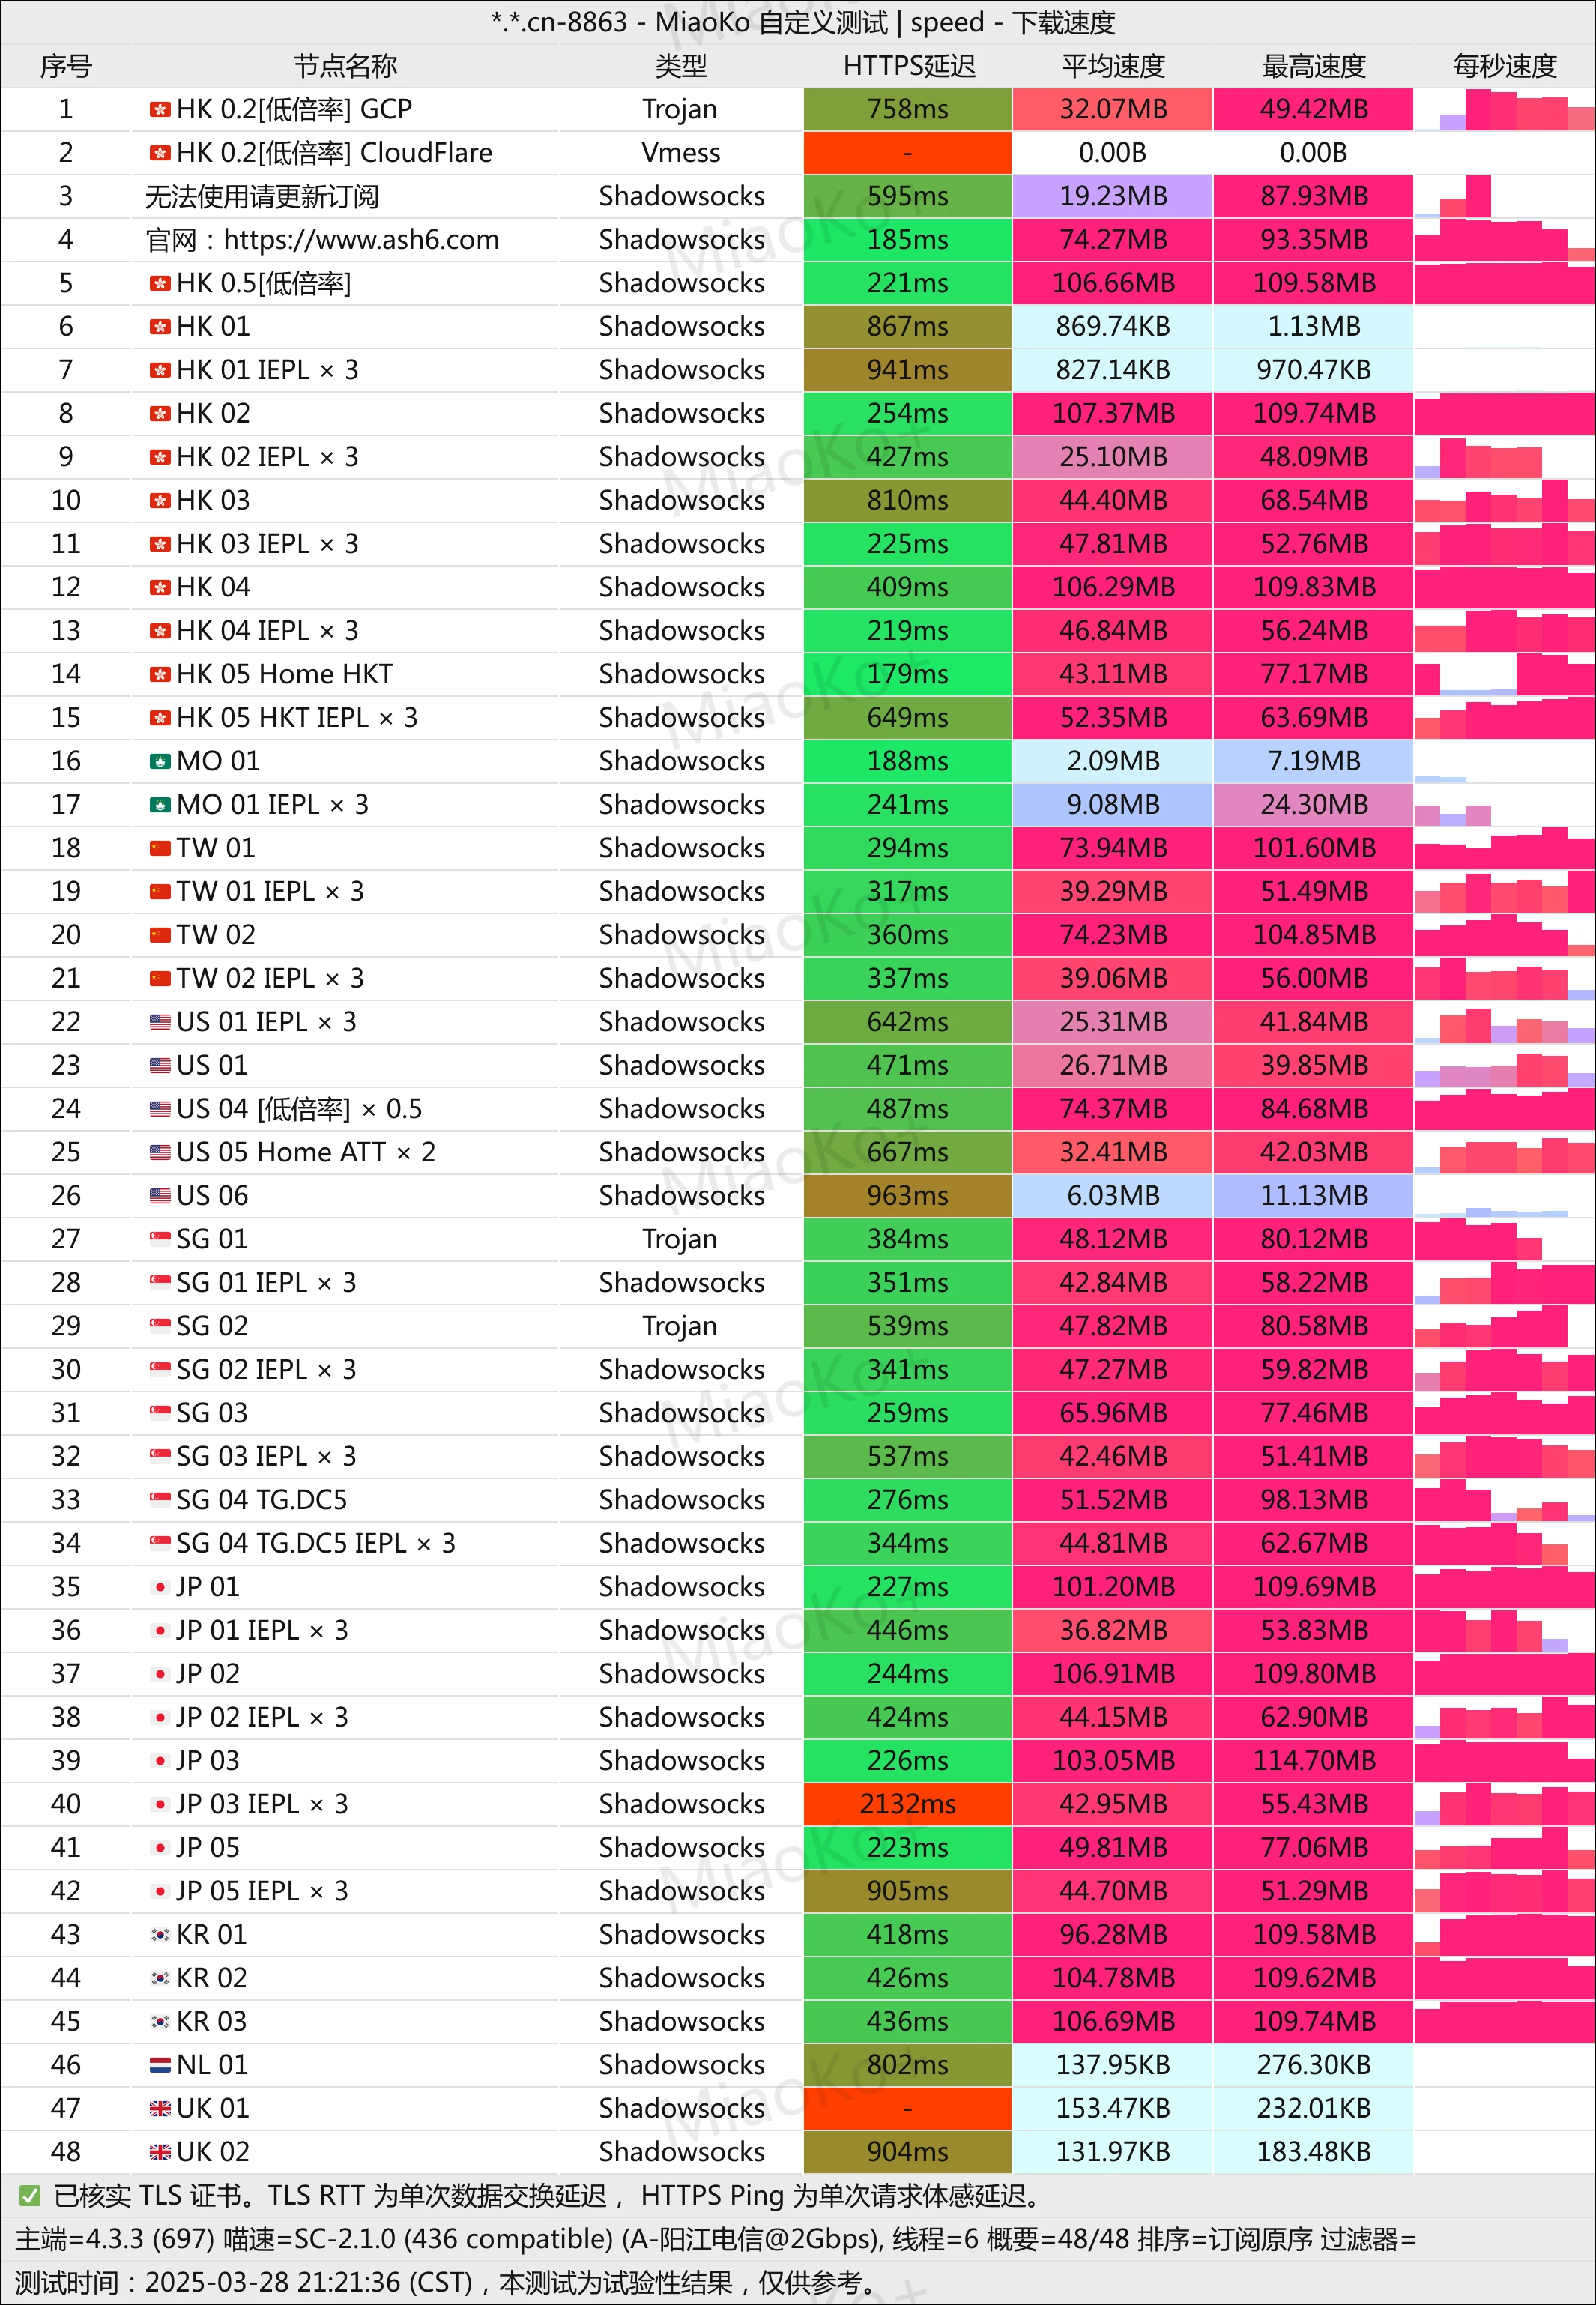 *.*.cn-8863 - MiaoKo 自定义测试 | speed - 下载速度
序号 节点名称 类型 HTTPS延迟 平均速度 最高速度 每秒速度
1 HK 0.2[低倍率] GCP Trojan 758ms 32.07MB 49.42MB
2 HK 0.2[低倍率] CloudFlare Vmess - 0.00B 0.00B
3 无法使用请更新订阅 Shadowsocks 595ms 19.23MB 87.93MB
4 官网：https://www.ash6.com Shadowsocks 185ms 74.27MB 93.35MB
5 HK 0.5[低倍率] Shadowsocks 221ms 106.66MB 109.58MB
6 HK 01 Shadowsocks 867ms 869.74KB 1.13MB
7 HK 01 IEPL × 3 Shadowsocks 941ms 827.14KB 970.47KB
8 HK 02 Shadowsocks 254ms 107.37MB 109.74MB
9 HK 02 IEPL × 3 Shadowsocks 427ms 25.10MB 48.09MB
10 HK 03 Shadowsocks 810ms 44.40MB 68.54MB
11 HK 03 IEPL × 3 Shadowsocks 225ms 47.81MB 52.76MB
12 HK 04 Shadowsocks 409ms 106.29MB 109.83MB
13 HK 04 IEPL × 3 Shadowsocks 219ms 46.84MB 56.24MB
14 HK 05 Home HKT Shadowsocks 179ms 43.11MB 77.17MB
15 HK 05 HKT IEPL × 3 Shadowsocks 649ms 52.35MB 63.69MB
16 MO 01 Shadowsocks 188ms 2.09MB 7.19MB
17 MO 01 IEPL × 3 Shadowsocks 241ms 9.08MB 24.30MB
18 TW 01 Shadowsocks 294ms 73.94MB 101.60MB
19 TW 01 IEPL × 3 Shadowsocks 317ms 39.29MB 51.49MB
20 TW 02 Shadowsocks 360ms 74.23MB 104.85MB
21 TW 02 IEPL × 3 Shadowsocks 337ms 39.06MB 56.00MB
22 US 01 IEPL × 3 Shadowsocks 642ms 25.31MB 41.84MB
23 US 01 Shadowsocks 471ms 26.71MB 39.85MB
24 US 04 [低倍率] × 0.5 Shadowsocks 487ms 74.37MB 84.68MB
25 US 05 Home ATT × 2 Shadowsocks 667ms 32.41MB 42.03MB
26 US 06 Shadowsocks 963ms 6.03MB 11.13MB
27 SG 01 Trojan 384ms 48.12MB 80.12MB
28 SG 01 IEPL × 3 Shadowsocks 351ms 42.84MB 58.22MB
29 SG 02 Trojan 539ms 47.82MB 80.58MB
30 SG 02 IEPL × 3 Shadowsocks 341ms 47.27MB 59.82MB
31 SG 03 Shadowsocks 259ms 65.96MB 77.46MB
32 SG 03 IEPL × 3 Shadowsocks 537ms 42.46MB 51.41MB
33 SG 04 TG.DC5 Shadowsocks 276ms 51.52MB 98.13MB
34 SG 04 TG.DC5 IEPL × 3 Shadowsocks 344ms 44.81MB 62.67MB
35 JP 01 Shadowsocks 227ms 101.20MB 109.69MB
36 JP 01 IEPL × 3 Shadowsocks 446ms 36.82MB 53.83MB
37 JP 02 Shadowsocks 244ms 106.91MB 109.80MB
38 JP 02 IEPL × 3 Shadowsocks 424ms 44.15MB 62.90MB
39 JP 03 Shadowsocks 226ms 103.05MB 114.70MB
40 JP 03 IEPL × 3 Shadowsocks 2132ms 42.95MB 55.43MB
41 JP 05 Shadowsocks 223ms 49.81MB 77.06MB
42 JP 05 IEPL × 3 Shadowsocks 905ms 44.70MB 51.29MB
43 KR 01 Shadowsocks 418ms 96.28MB 109.58MB
44 KR 02 Shadowsocks 426ms 104.78MB 109.62MB
45 KR 03 Shadowsocks 436ms 106.69MB 109.74MB
46 NL 01 Shadowsocks 802ms 137.95KB 276.30KB
47 UK 01 Shadowsocks - 153.47KB 232.01KB
48 UK 02 Shadowsocks 904ms 131.97KB 183.48KB
✅ 已核实 TLS 证书。TLS RTT 为单次数据交换延迟， HTTPS Ping 为单次请求体感延迟。
主端=4.3.3 (697) 喵速=SC-2.1.0 (436 compatible) (A-阳江电信@2Gbps), 线程=6 概要=48/48 排序=订阅原序 过滤器=
测试时间：2025-03-28 21:21:36 (CST)，本测试为试验性结果，仅供参考。